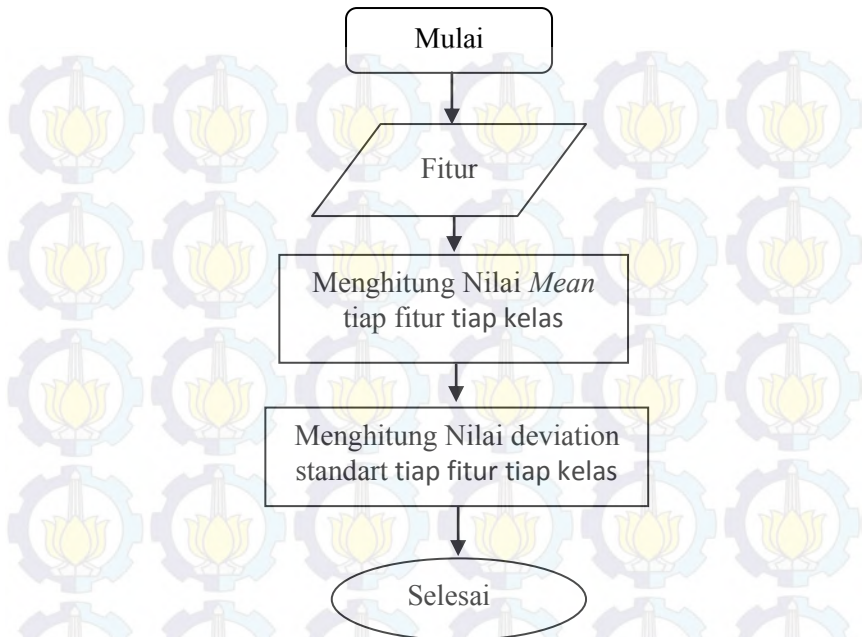 Mulai
Fitur
Menghitung Nilai Mean
tiap fitur tiap kelas
Menghitung Nilai deviation
standart tiap fitur tiap kelas
Selesai